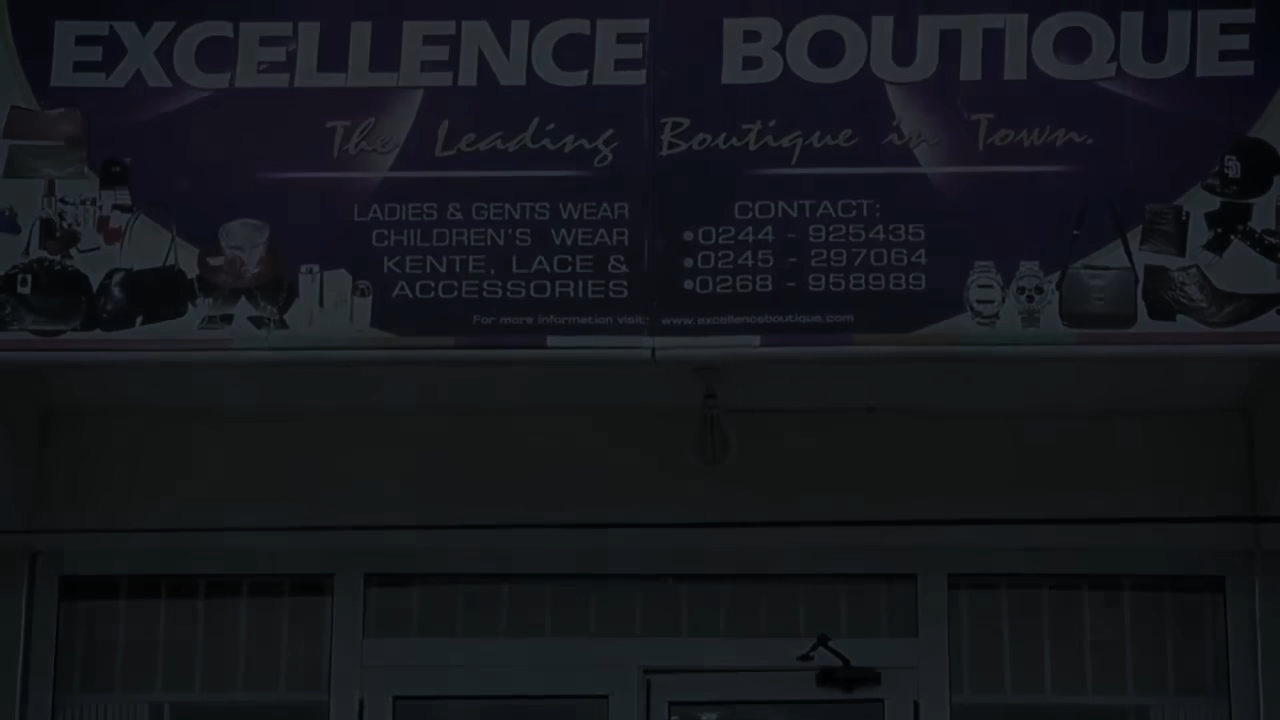 EXCELLENCE BOUTIQUE
The Leading Boutique in Town.
LADIES & GENTS WEAR
CHILDREN'S WEAR
KENTE, LACE &
ACCESSORIES
CONTACT:
•0244 - 925435
•0245 - 297064
•0268 - 958989
For more information visit: www.excellenceboutique.com